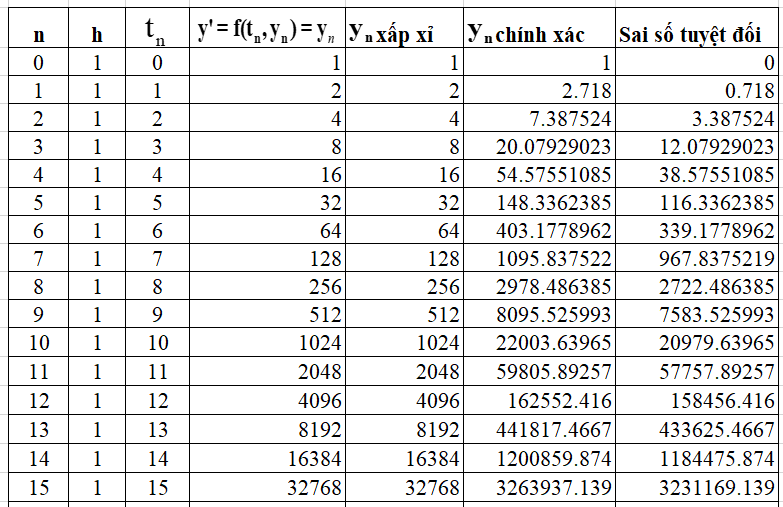 n h tn y' = f(tn,yn) = yn yn xấp xỉ yn chính xác Sai số tuyệt đối
0 1 0 1 1 1 0
1 1 1 2 2 2.718 0.718
2 1 2 4 4 7.387524 3.387524
3 1 3 8 8 20.07929023 12.07929023
4 1 4 16 16 54.57551085 38.57551085
5 1 5 32 32 148.3362385 116.3362385
6 1 6 64 64 403.1778962 339.1778962
7 1 7 128 128 1095.837522 967.8375219
8 1 8 256 256 2978.486385 2722.486385
9 1 9 512 512 8095.525993 7583.525993
10 1 10 1024 1024 22003.63965 20979.63965
11 1 11 2048 2048 59805.89257 57757.89257
12 1 12 4096 4096 162552.416 158456.416
13 1 13 8192 8192 441817.4667 433625.4667
14 1 14 16384 16384 1200859.874 1184475.874
15 1 15 32768 32768 3263937.139 3231169.139